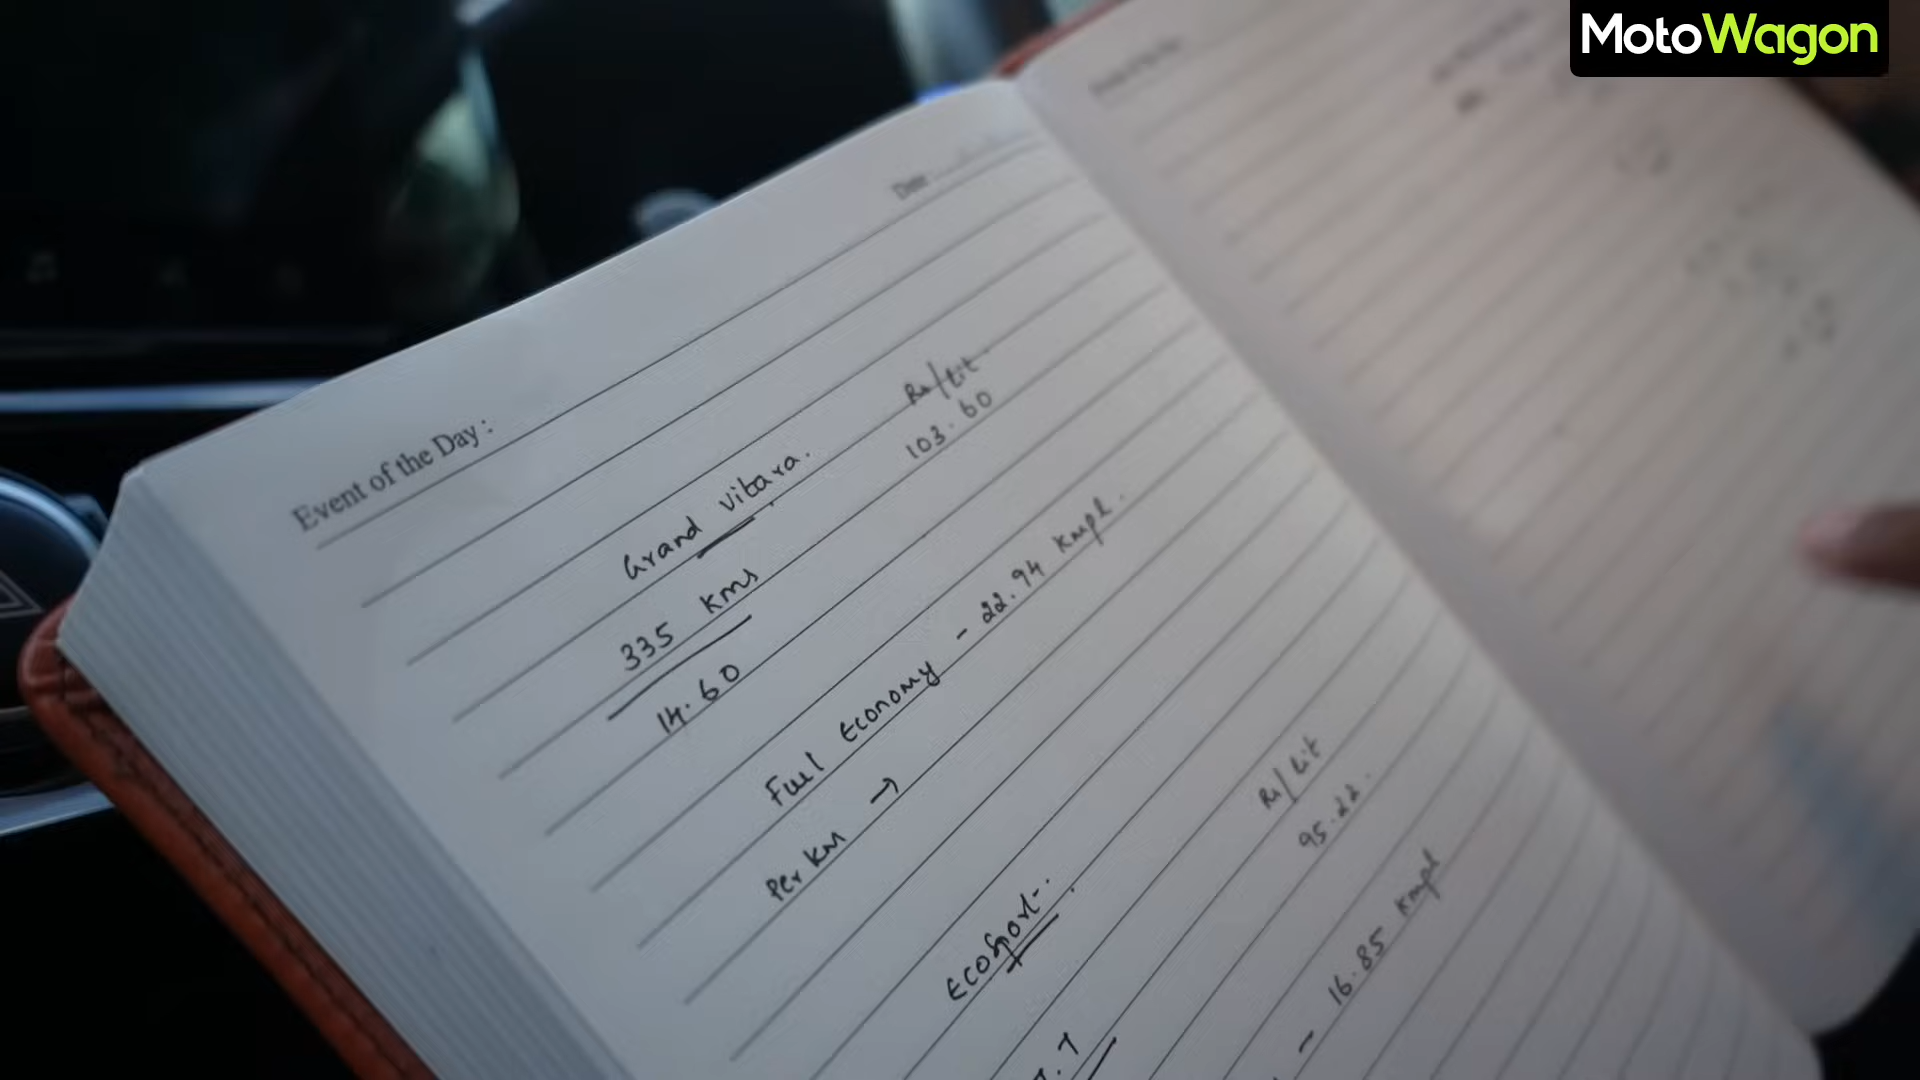 MotoWagon
Date
Event of the Day :
Grand Vitara. Rs/Lit
335 Kms 103.60
14.60
Fuel Economy - 22.94 Kmpl.
Per KM →
EcoSport-. Rs/Lit
95.22.
- 16.85 Kmpl